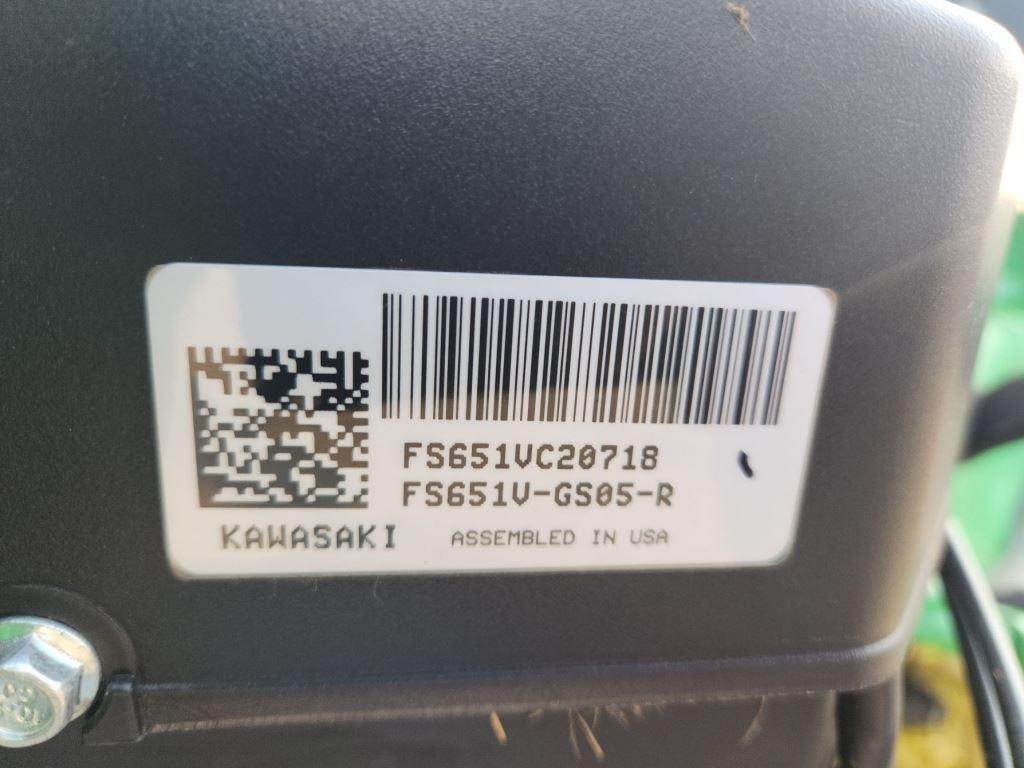 FS651VC20718
FS651V-GS05-R
KAWASAKI ASSEMBLED IN USA